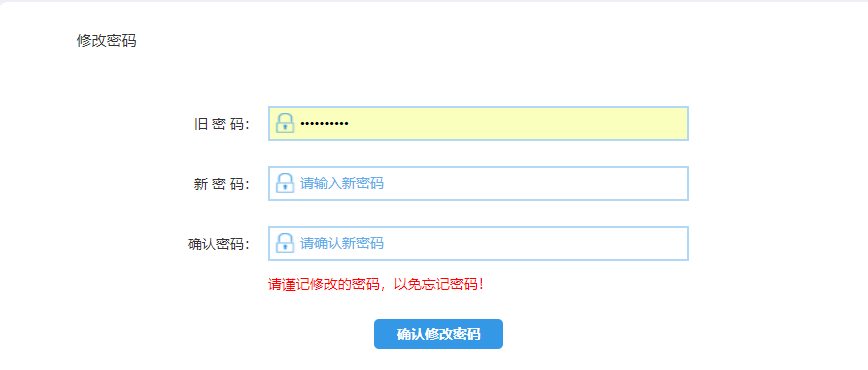 修改密码
旧 密 码： ••••••••••
新 密 码： 请输入新密码
确认密码： 请确认新密码
请谨记修改的密码，以免忘记密码！
确认修改密码